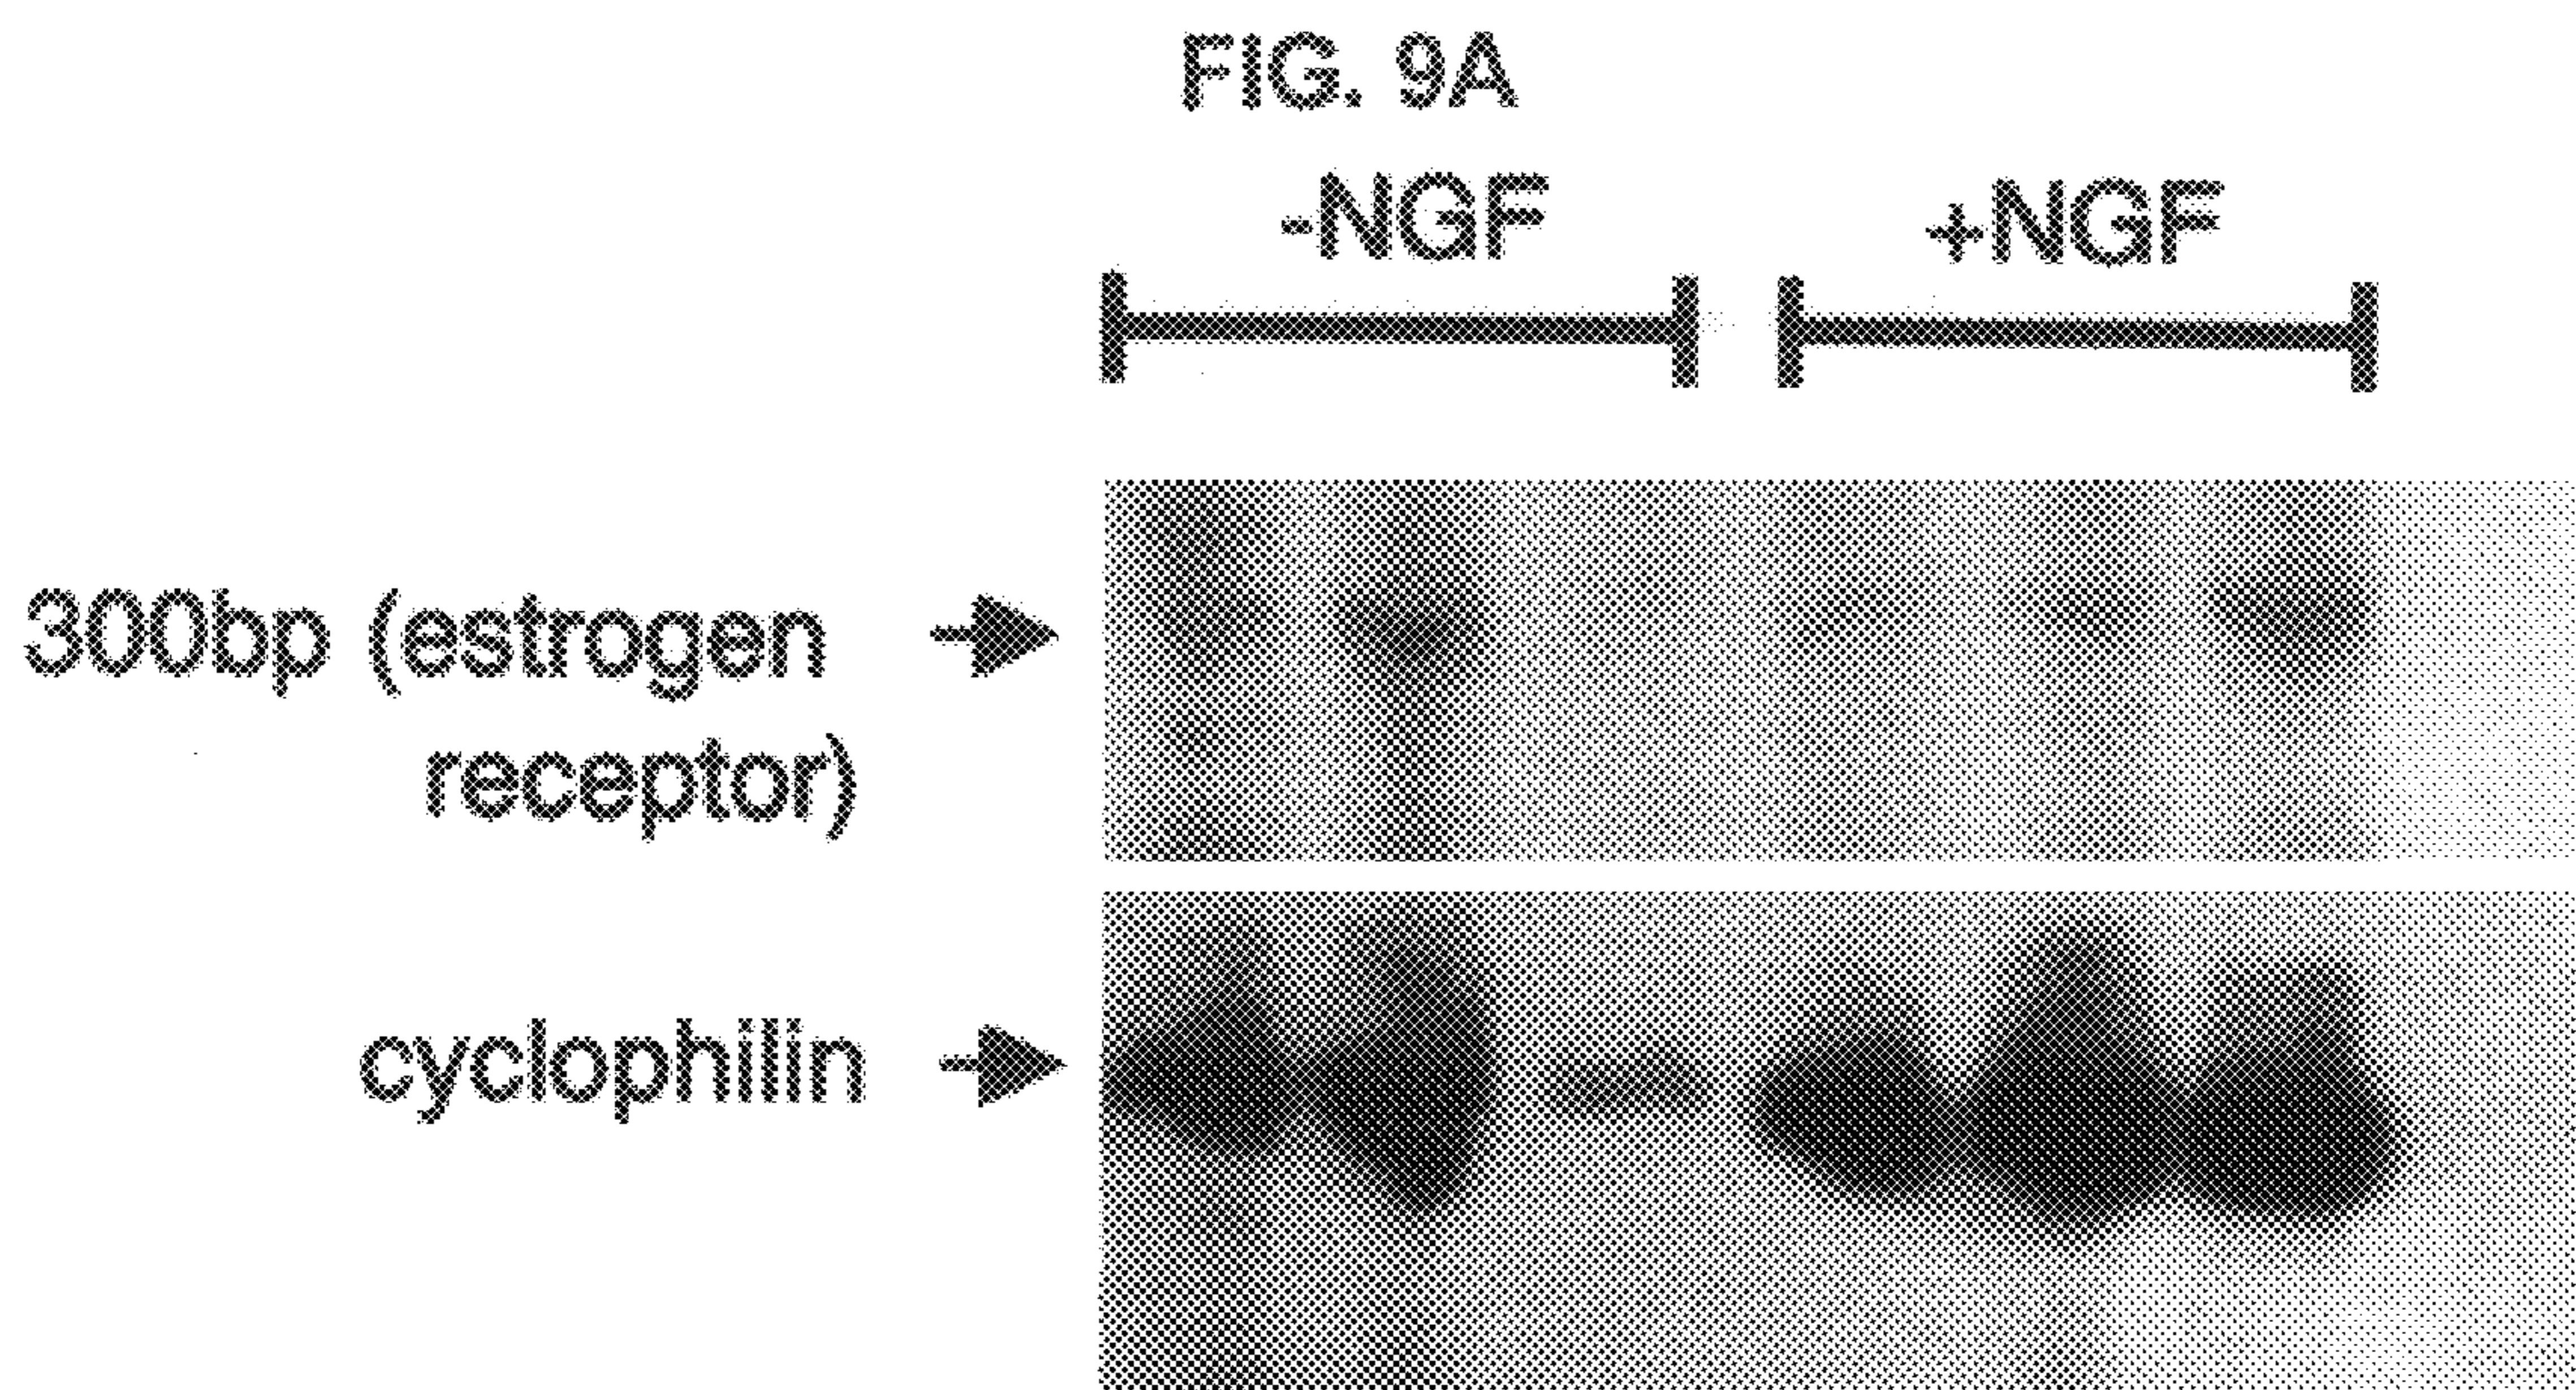 FIG. 9A
-NGF
+NGF
300bp (estrogen
receptor)
cyclophilin